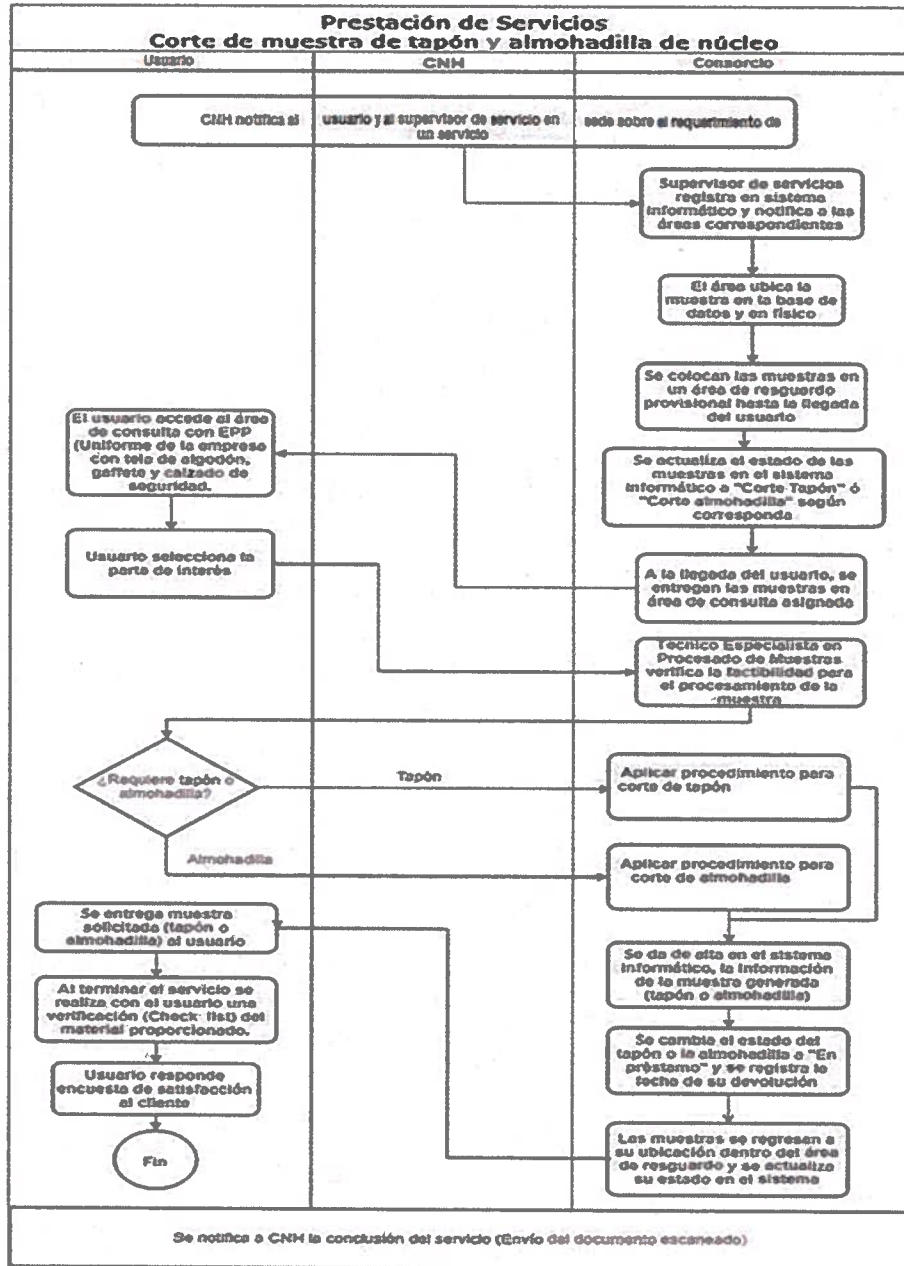 Prestación de Servicios
Corte de muestra de tapón y almohadilla de núcleo
Usuario
CNH
Consorcio
CNH notifica al usuario y al supervisor de servicio en sede sobre el requerimiento de
un servicio
Supervisor de servicios
registra en sistema
informático y notifica a las
áreas correspondientes
El área ubica la
muestra en la base de
datos y en físico
Se colocan las muestras en
un área de resguardo
provisional hasta la llegada
del usuario
Se actualiza el estado de las
muestras en el sistema
informático a "Corte Tapón" ó
"Corte almohadilla" según
corresponda
A la llegada del usuario, se
entregan las muestras en
área de consulta asignada
El usuario accede al área
de consulta con EPP
(Uniforme de la empresa
con tela de algodón,
gaffete y calzado de
seguridad.
Usuario selecciona la
parte de interés
Técnico Especialista en
Procesado de Muestras
verifica la factibilidad para
el procesamiento de la
muestra
¿Requiere tapón o
almohadilla?
Tapón
Aplicar procedimiento para
corte de tapón
Almohadilla
Aplicar procedimiento para
corte de almohadilla
Se da de alta en el sistema
informático, la información
de la muestra generada
(tapón o almohadilla)
Se cambia el estado del
tapón o la almohadilla a "En
préstamo" y se registra la
fecha de su devolución
Las muestras se regresan a
su ubicación dentro del área
de resguardo y se actualiza
su estado en el sistema
Se entrega muestra
solicitada (tapón o
almohadilla) al usuario
Al terminar el servicio se
realiza con el usuario una
verificación (Check list) del
material proporcionado.
Usuario responde
encuesta de satisfacción
al cliente
Fin
Se notifica a CNH la conclusión del servicio (Envío del documento escaneado)